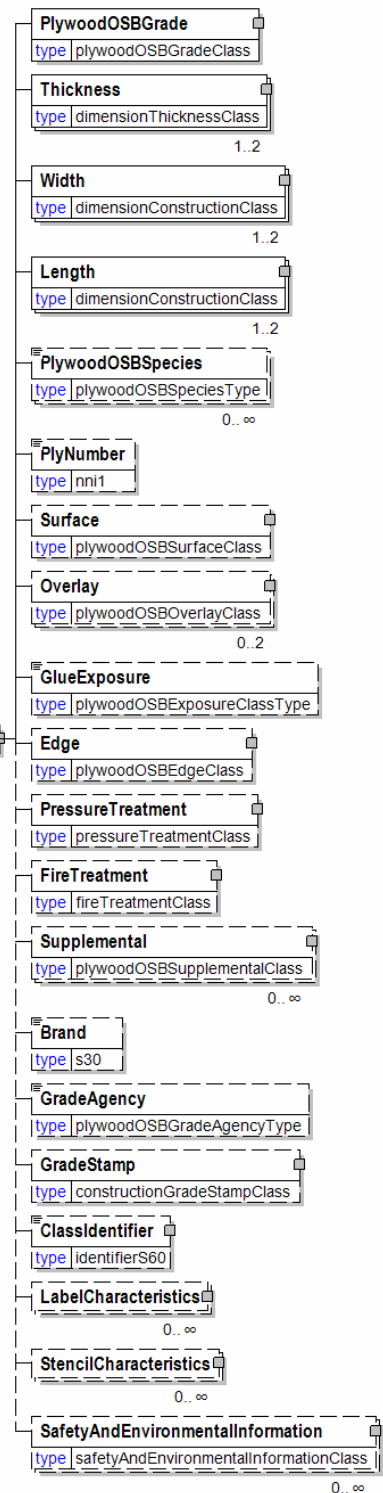 PlywoodOSBGrade
type plywoodOSBGradeClass
Thickness
type dimensionThicknessClass
1..2
Width
type dimensionConstructionClass
1..2
Length
type dimensionConstructionClass
1..2
PlywoodOSBSpecies
type plywoodOSBSpeciesType
0.. ∞
PlyNumber
type nni1
Surface
type plywoodOSBSurfaceClass
Overlay
type plywoodOSBOverlayClass
0..2
GlueExposure
type plywoodOSBExposureClassType
Edge
type plywoodOSBEdgeClass
PressureTreatment
type pressureTreatmentClass
FireTreatment
type fireTreatmentClass
Supplemental
type plywoodOSBSupplementalClass
0.. ∞
Brand
type s30
GradeAgency
type plywoodOSBGradeAgencyType
GradeStamp
type constructionGradeStampClass
ClassIdentifier
type identifierS60
LabelCharacteristics
0.. ∞
StencilCharacteristics
0.. ∞
SafetyAndEnvironmentalInformation
type safetyAndEnvironmentalInformationClass
0.. ∞